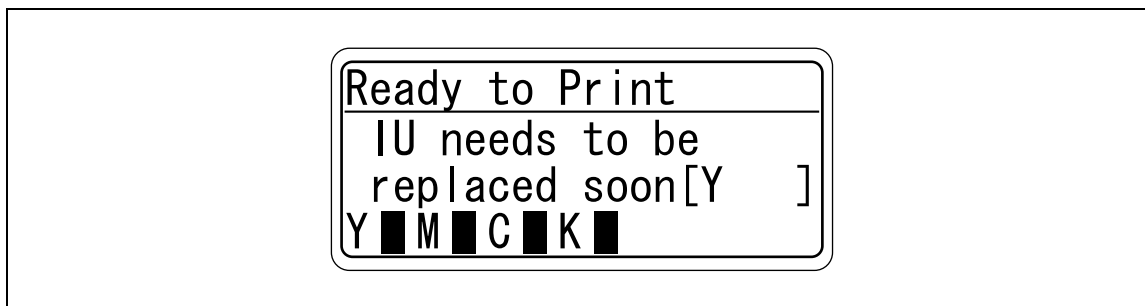 Ready to Print
IU needs to be
replaced soon[Y   ]
Y■M■C■K■